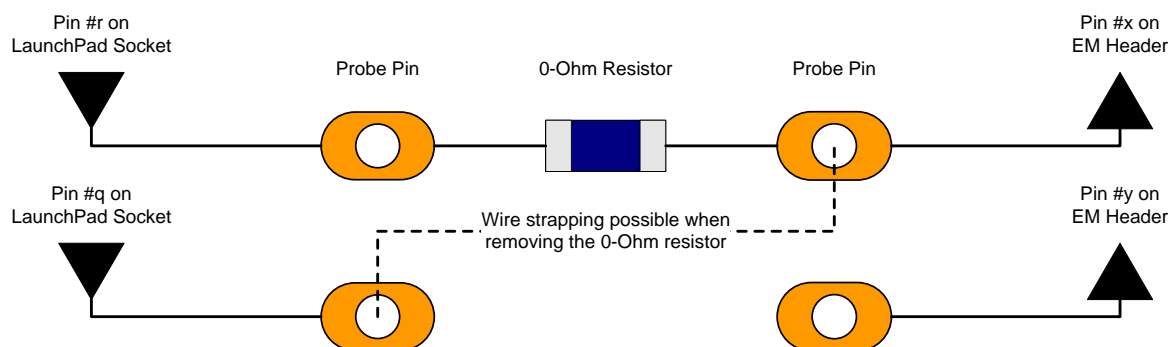 Pin #r on
LaunchPad Socket
Probe Pin
0-Ohm Resistor
Probe Pin
Pin #x on
EM Header
Pin #q on
LaunchPad Socket
Wire strapping possible when
removing the 0-Ohm resistor
Pin #y on
EM Header